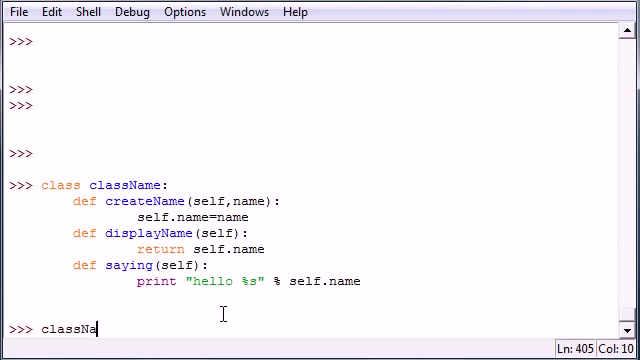 File Edit Shell Debug Options Windows Help
>>>
>>>
>>>
>>>
>>> class className:
def createName(self,name):
self.name=name
def displayName(self):
return self.name
def saying(self):
print "hello %s" % self.name
>>> classNa
Ln: 405 Col: 10